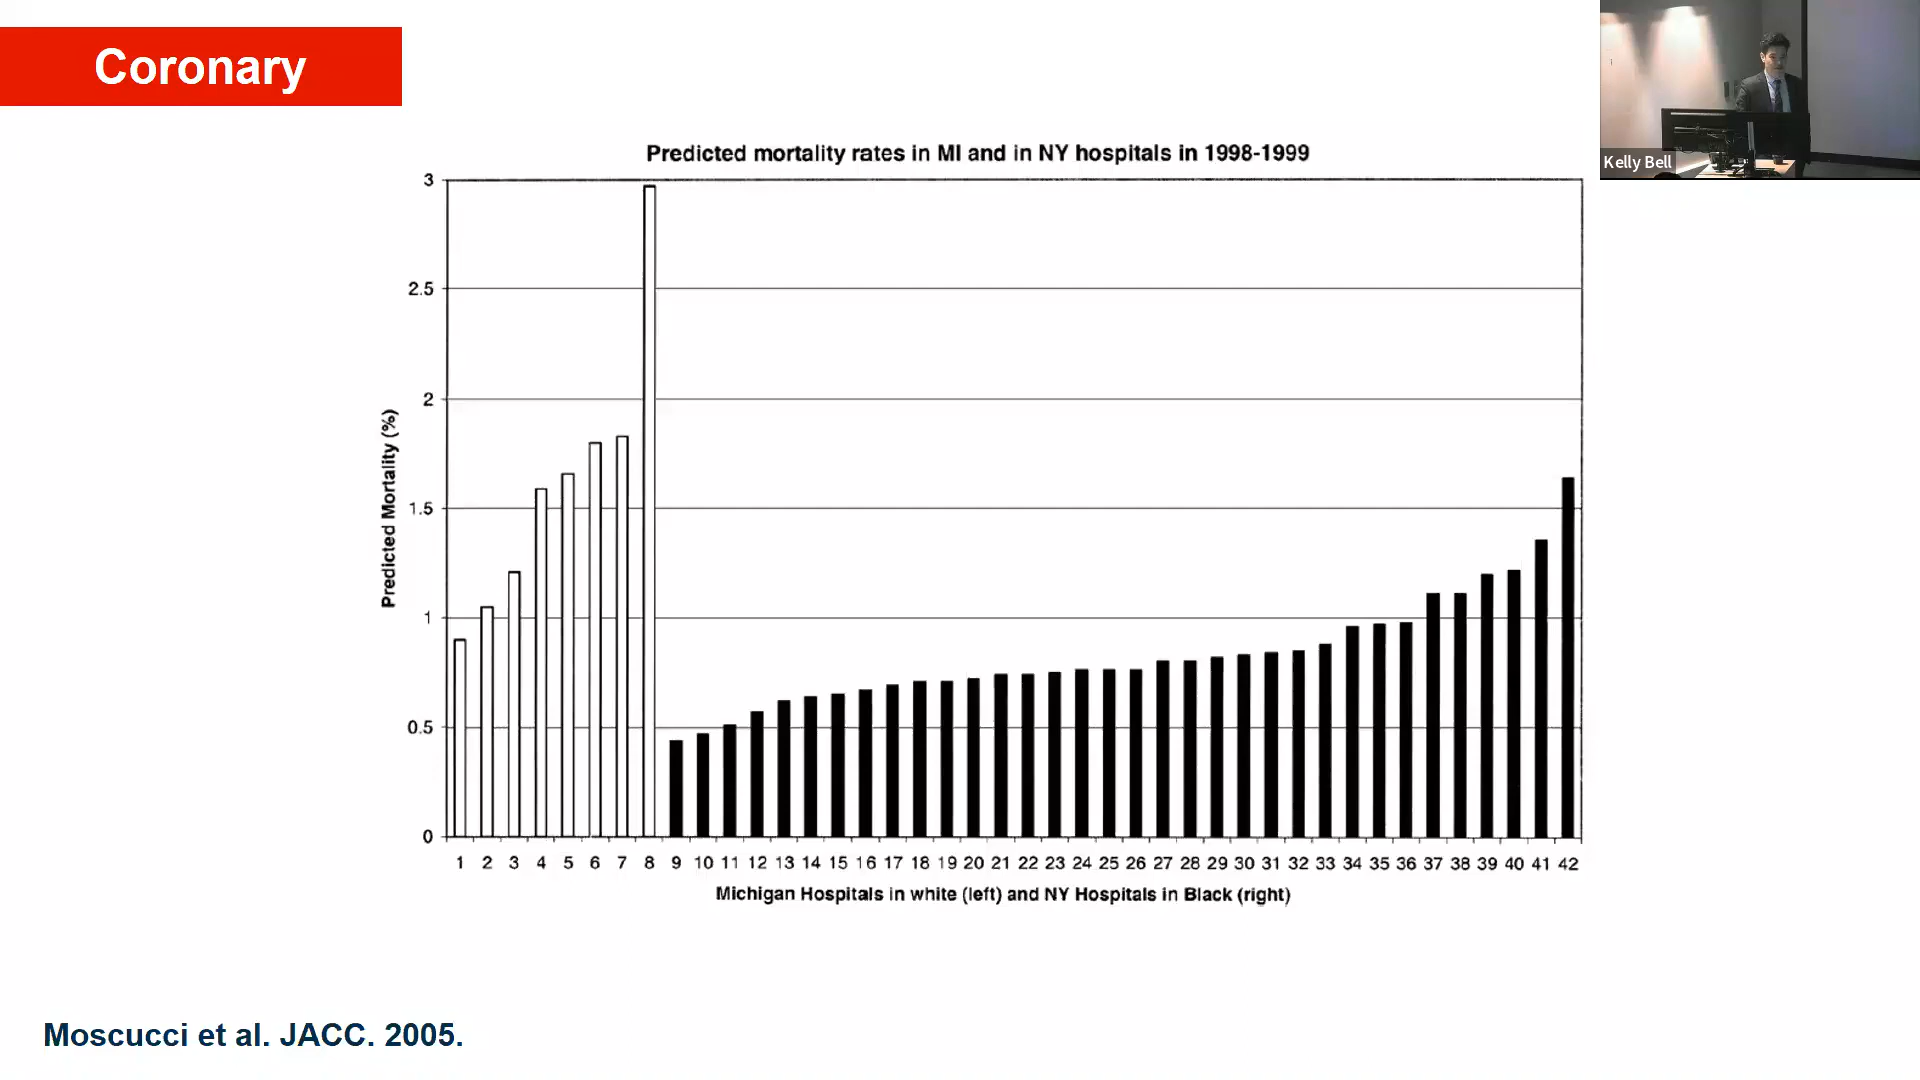 Coronary
Kelly Bell
Predicted mortality rates in MI and in NY hospitals in 1998-1999
Predicted Mortality (%)
3
2.5
2
1.5
1
0.5
0
1 2 3 4 5 6 7 8 9 10 11 12 13 14 15 16 17 18 19 20 21 22 23 24 25 26 27 28 29 30 31 32 33 34 35 36 37 38 39 40 41 42
Michigan Hospitals in white (left) and NY Hospitals in Black (right)
Moscucci et al. JACC. 2005.